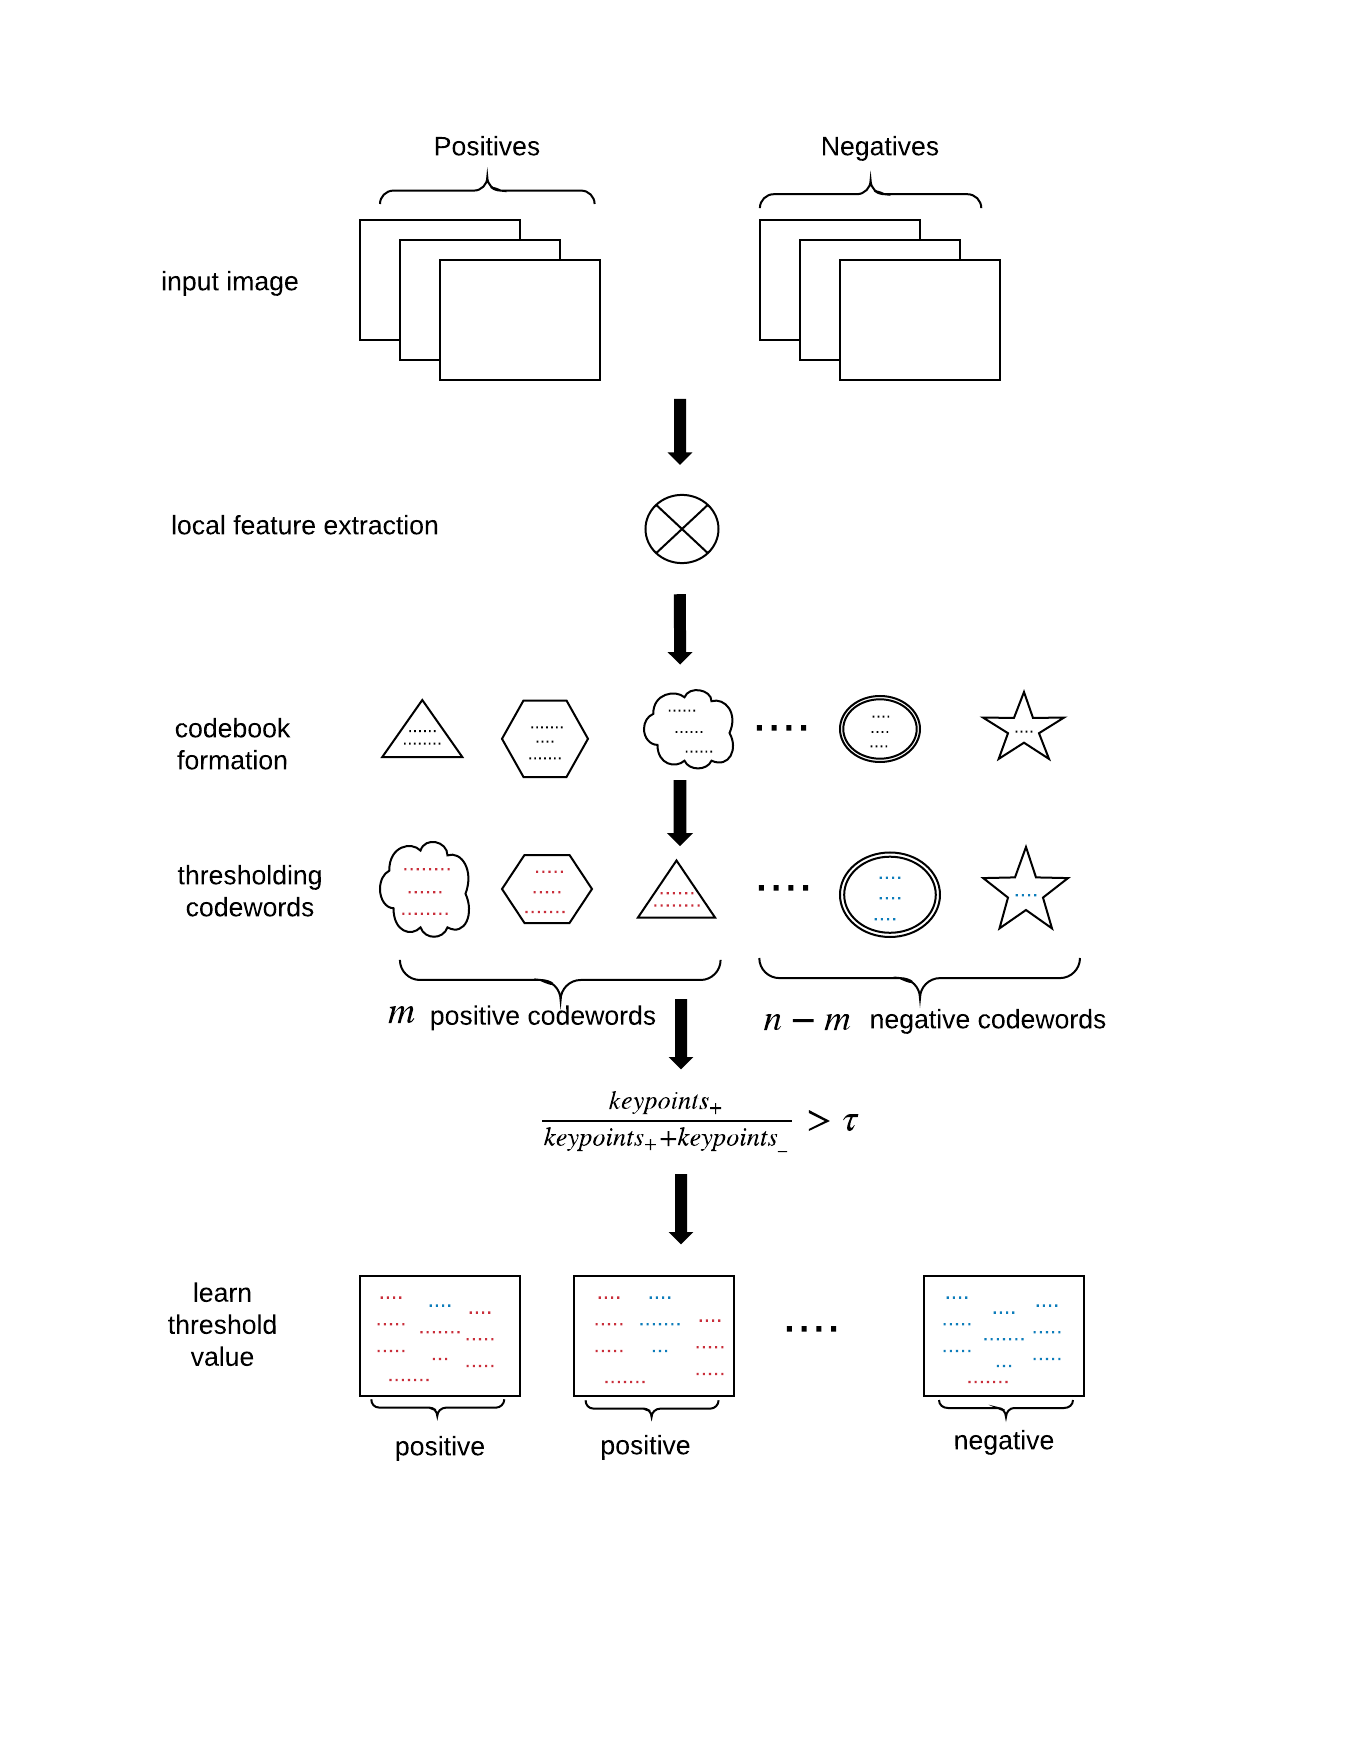 Positives
Negatives
input image
local feature extraction
codebook
formation
thresholding
codewords
m positive codewords
n − m negative codewords
keypoints₊
keypoints₊+keypoints₋
> τ
learn
threshold
value
positive
positive
negative